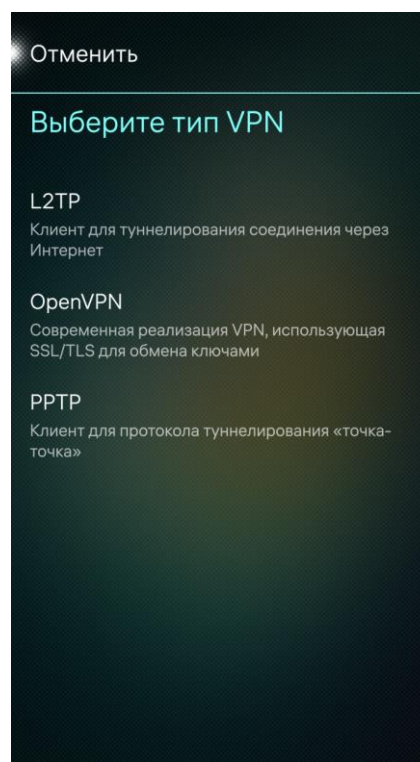 Отменить
Выберите тип VPN
L2TP
Клиент для туннелирования соединения через
Интернет
OpenVPN
Современная реализация VPN, использующая
SSL/TLS для обмена ключами
PPTP
Клиент для протокола туннелирования «точка-
точка»